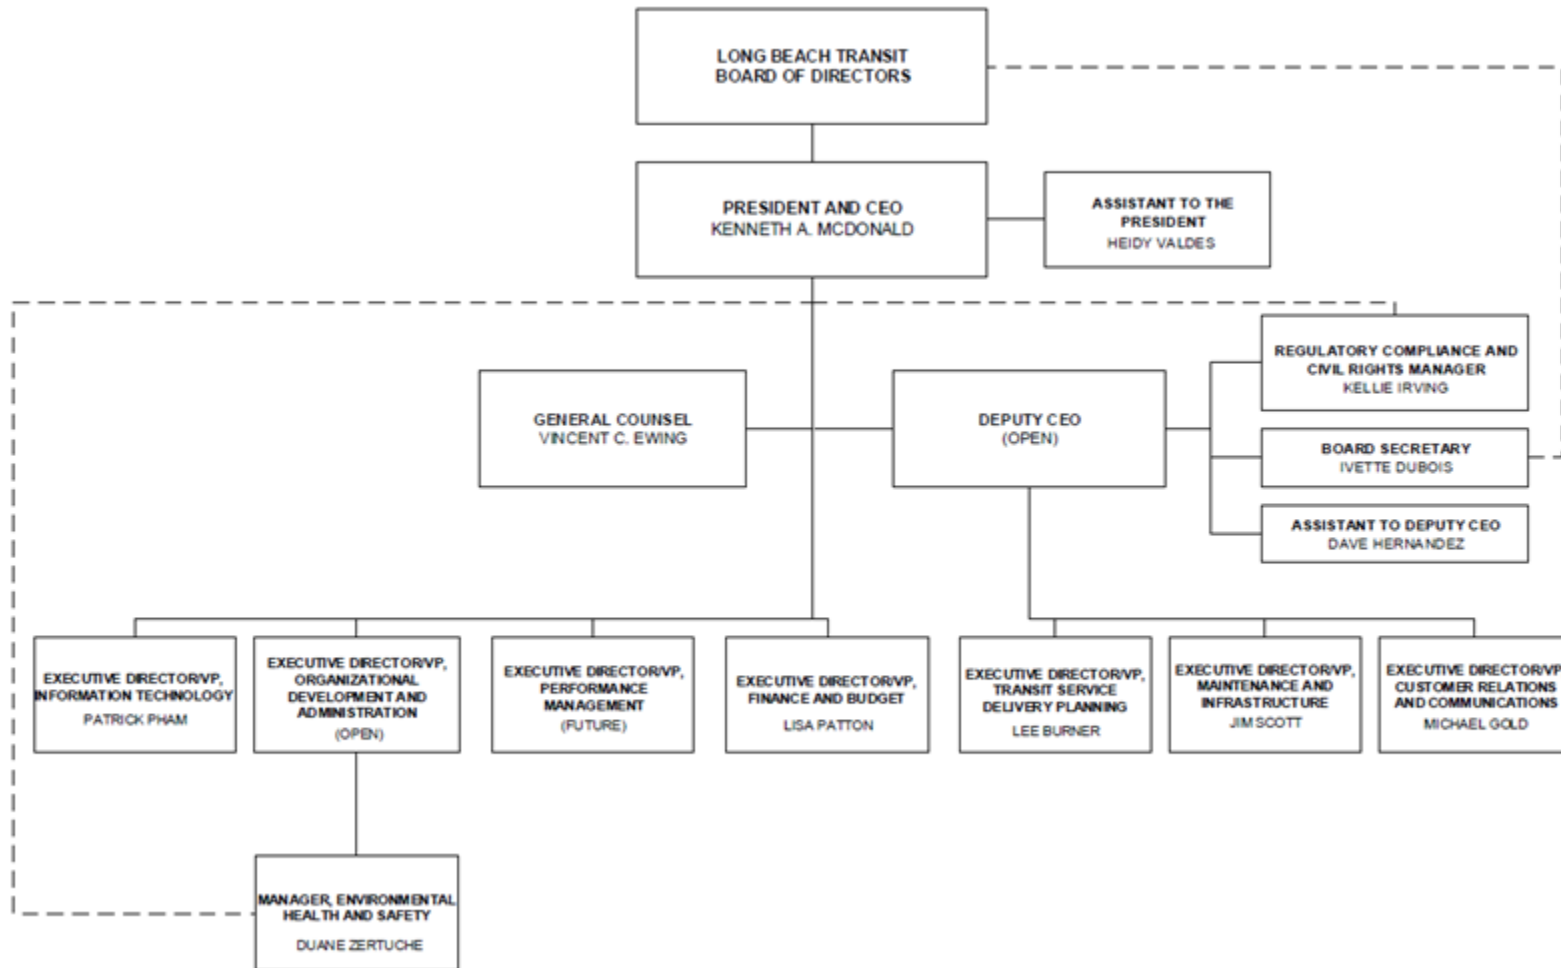 LONG BEACH TRANSIT
BOARD OF DIRECTORS
PRESIDENT AND CEO
KENNETH A. MCDONALD
ASSISTANT TO THE
PRESIDENT
HEIDY VALDES
REGULATORY COMPLIANCE AND
CIVIL RIGHTS MANAGER
KELLIE IRVING
GENERAL COUNSEL
VINCENT C. EWING
DEPUTY CEO
(OPEN)
BOARD SECRETARY
IVETTE DUBOIS
ASSISTANT TO DEPUTY CEO
DAVE HERNANDEZ
EXECUTIVE DIRECTOR/VP,
INFORMATION TECHNOLOGY
PATRICK PHAM
EXECUTIVE DIRECTOR/VP,
ORGANIZATIONAL
DEVELOPMENT AND
ADMINISTRATION
(OPEN)
EXECUTIVE DIRECTOR/VP,
PERFORMANCE
MANAGEMENT
(FUTURE)
EXECUTIVE DIRECTOR/VP,
FINANCE AND BUDGET
LISA PATTON
EXECUTIVE DIRECTOR/VP,
TRANSIT SERVICE
DELIVERY PLANNING
LEE BURNER
EXECUTIVE DIRECTOR/VP,
MAINTENANCE AND
INFRASTRUCTURE
JIM SCOTT
EXECUTIVE DIRECTOR/VP
CUSTOMER RELATIONS
AND COMMUNICATIONS
MICHAEL GOLD
MANAGER, ENVIRONMENTAL
HEALTH AND SAFETY
DUANE ZERTUCHE